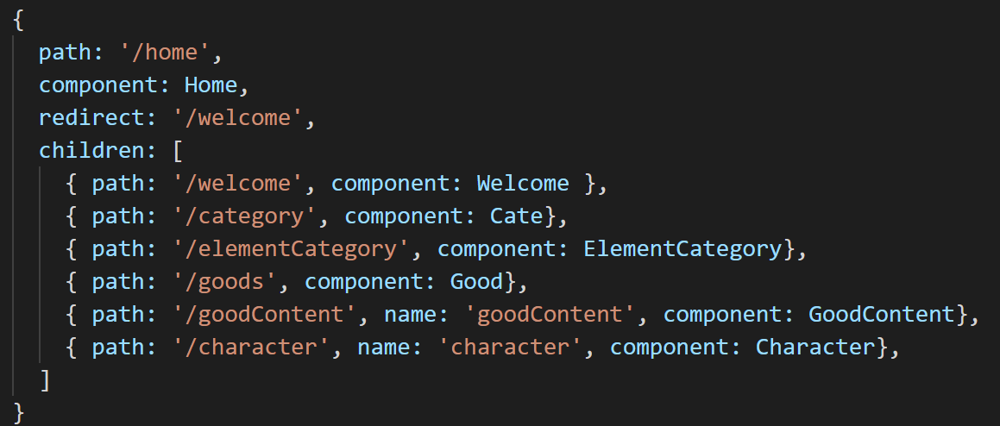 {
path: '/home',
component: Home,
redirect: '/welcome',
children: [
{ path: '/welcome', component: Welcome },
{ path: '/category', component: Cate},
{ path: '/elementCategory', component: ElementCategory},
{ path: '/goods', component: Good},
{ path: '/goodContent', name: 'goodContent', component: GoodContent},
{ path: '/character', name: 'character', component: Character},
]
}